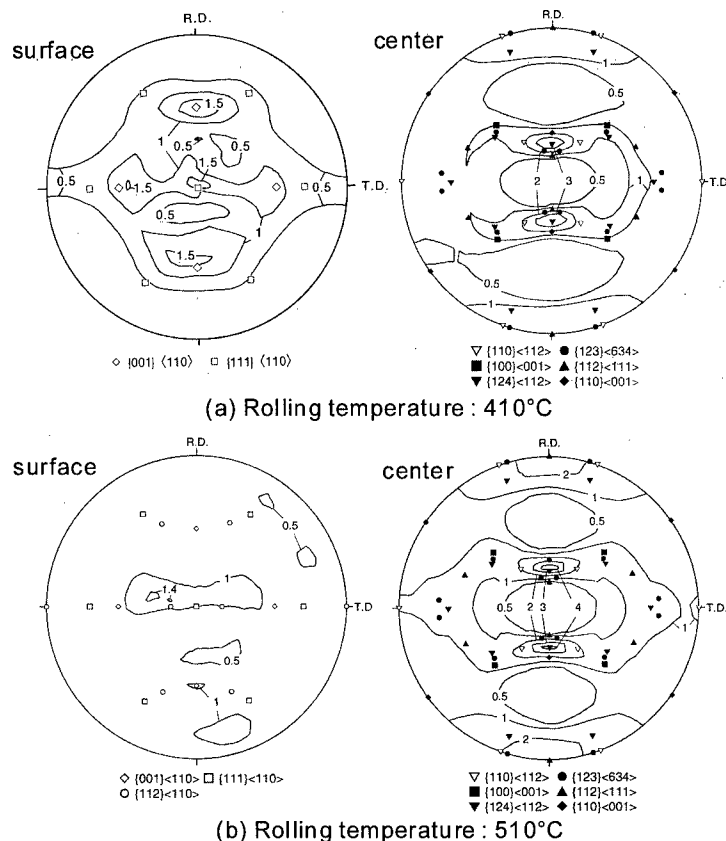 R.D.
surface
1.5
0.5
0.5
1
1.5
0.5
0
1.5
0.5
T.D.
0.5
1
1.5
◇ {001} ⟨110⟩ □ {111} ⟨110⟩
R.D.
center
1
0.5
2
3
0.5
1
T.D.
0.5
1
▽ {110}<112> ● {123}<634>
■ {100}<001> ▲ {112}<111>
▼ {124}<112> ◆ {110}<001>
(a) Rolling temperature : 410°C
R.D.
surface
0.5
1
1.4
T.D
0.5
1
◇ {001}<110> □ {111}<110>
○ {112}<110>
R.D.
center
2
1
0.5
1
0.5
2
3
4
1
T.D.
1
0.5
1
2
▽ {110}<112> ● {123}<634>
■ {100}<001> ▲ {112}<111>
▼ {124}<112> ◆ {110}<001>
(b) Rolling temperature : 510°C